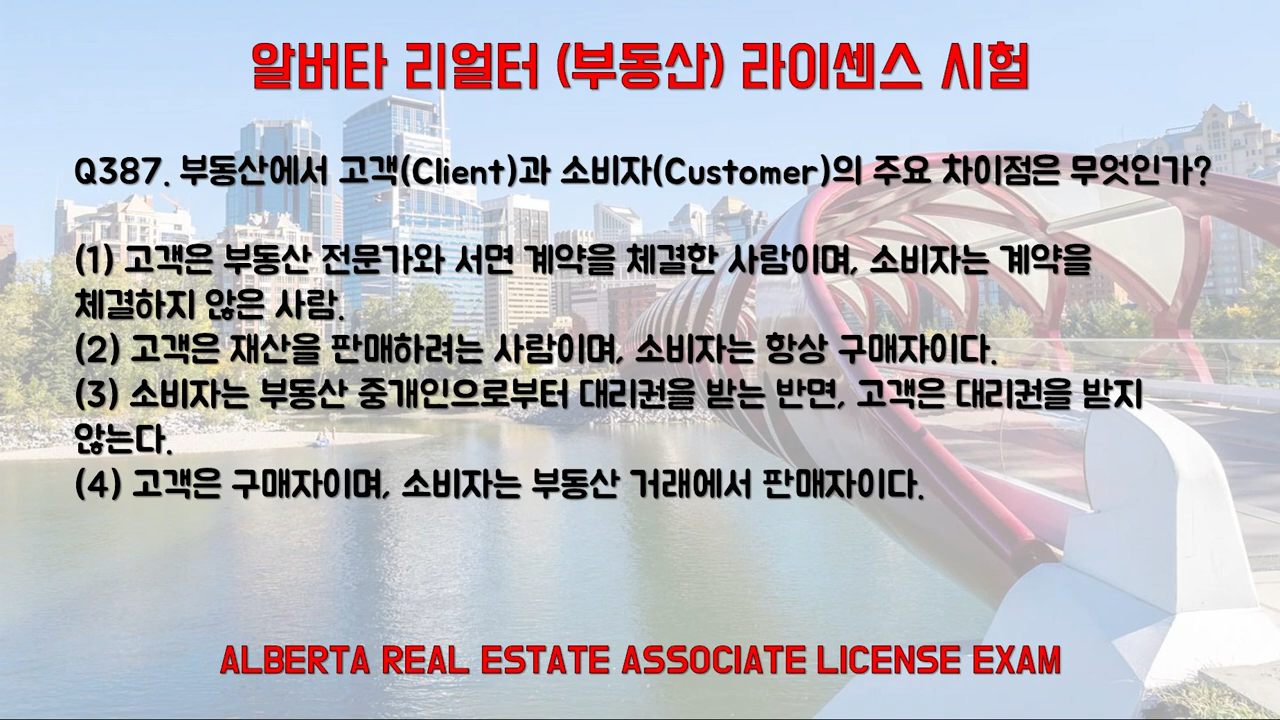 알버타 리얼터 (부동산) 라이센스 시험
Q387. 부동산에서 고객(Client)과 소비자(Customer)의 주요 차이점은 무엇인가?
(1) 고객은 부동산 전문가와 서면 계약을 체결한 사람이며, 소비자는 계약을
체결하지 않은 사람.
(2) 고객은 재산을 판매하려는 사람이며, 소비자는 항상 구매자이다.
(3) 소비자는 부동산 중개인으로부터 대리권을 받는 반면, 고객은 대리권을 받지
않는다.
(4) 고객은 구매자이며, 소비자는 부동산 거래에서 판매자이다.
ALBERTA REAL ESTATE ASSOCIATE LICENSE EXAM